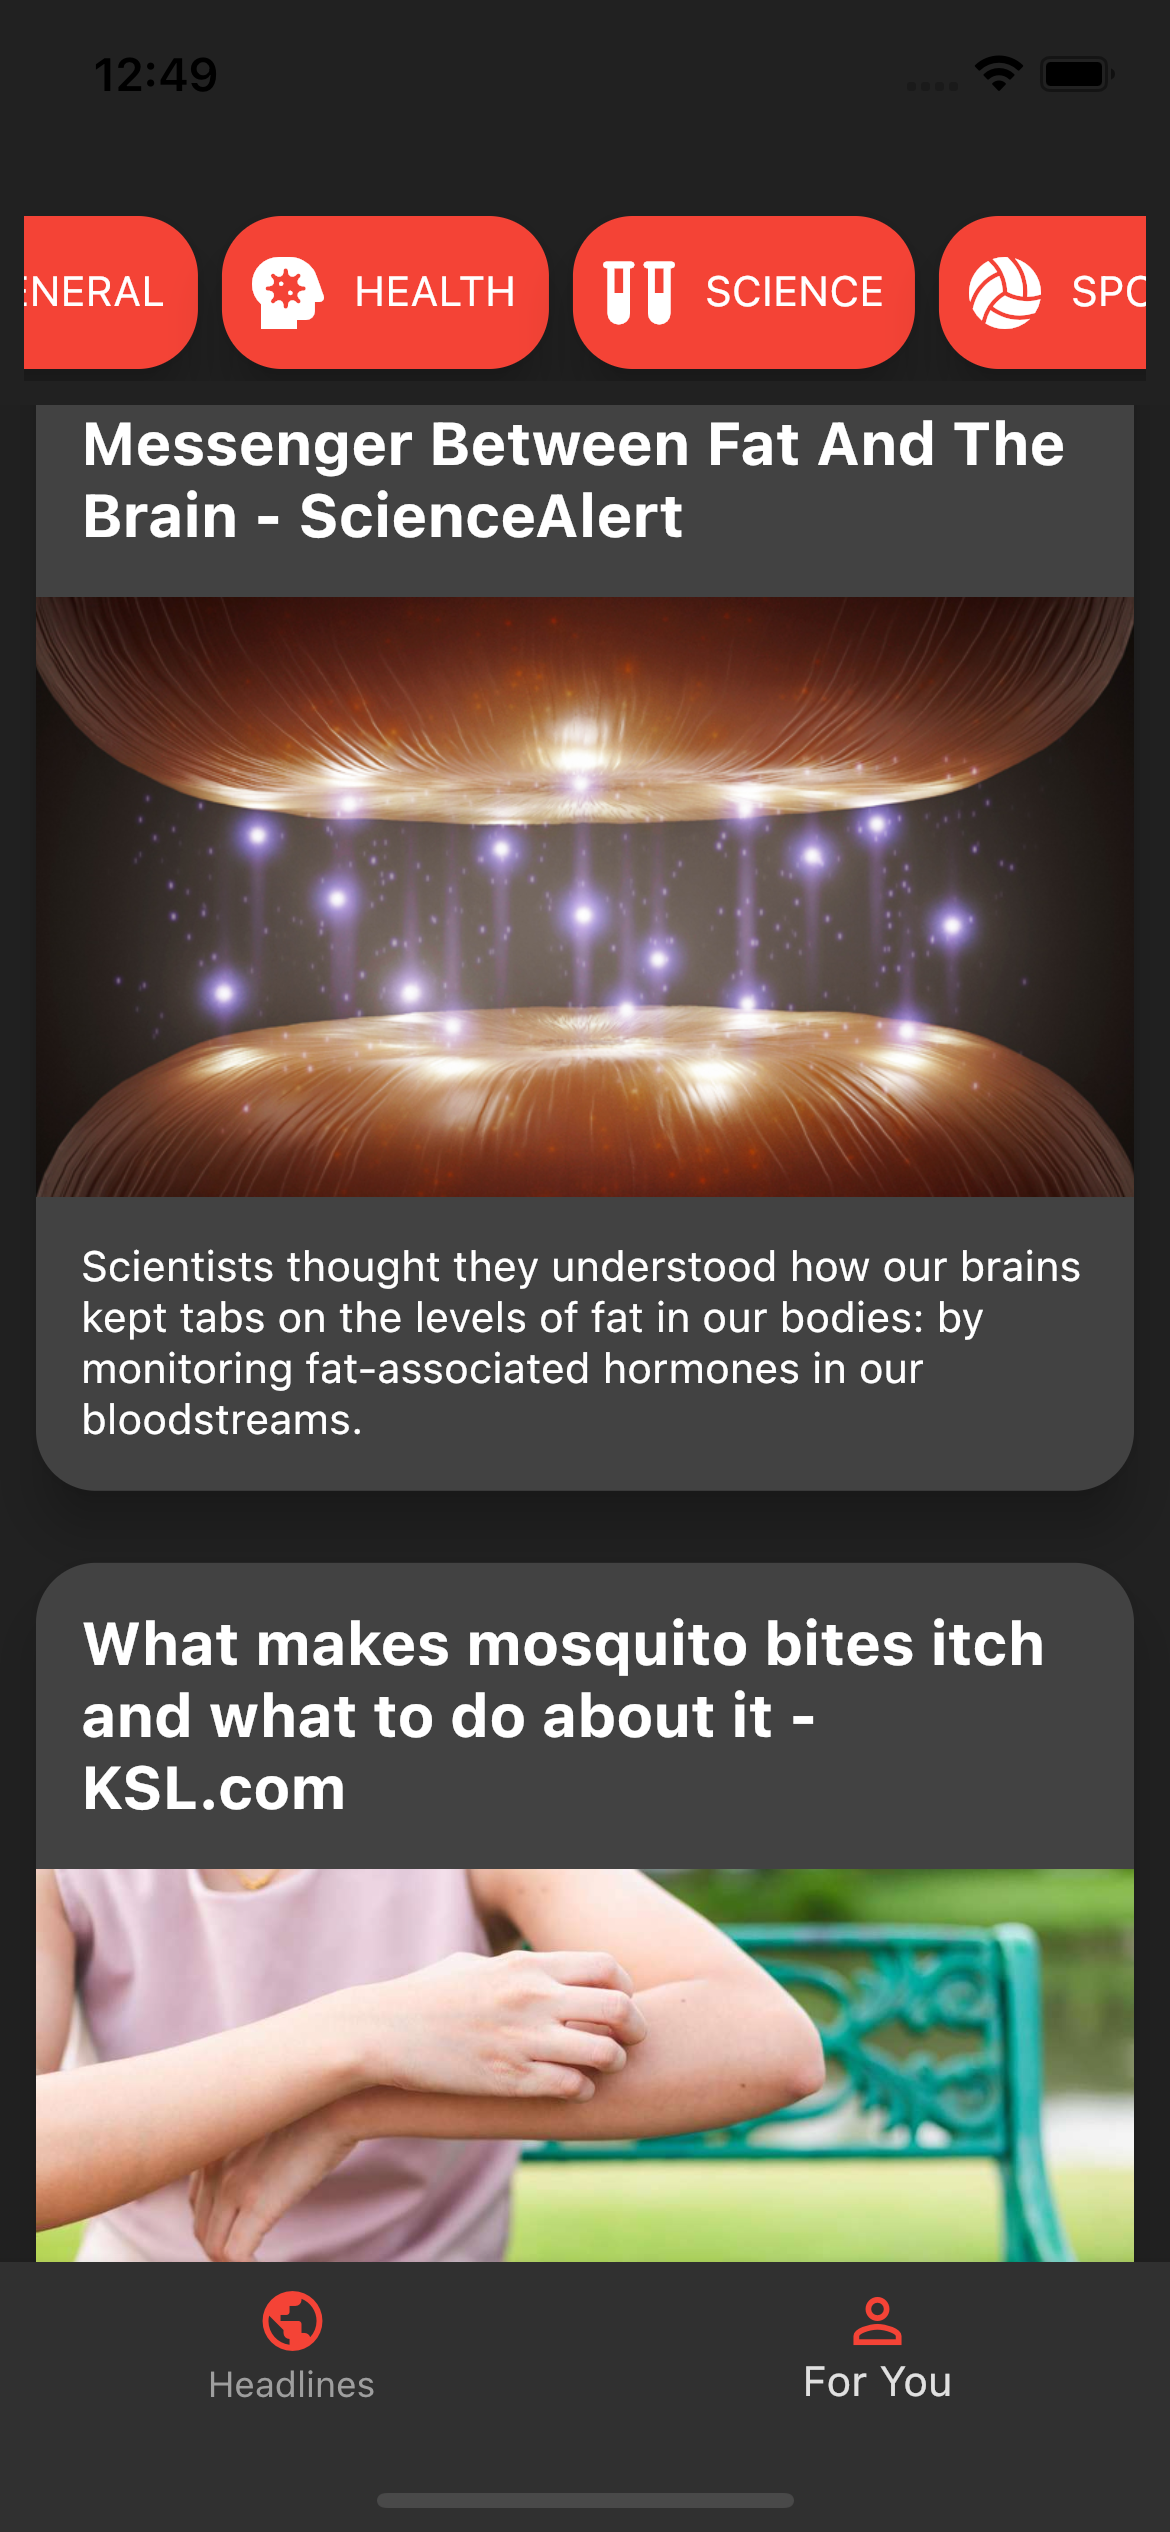 12:49
ENERAL HEALTH SCIENCE SPO
Messenger Between Fat And The
Brain - ScienceAlert
Scientists thought they understood how our brains
kept tabs on the levels of fat in our bodies: by
monitoring fat-associated hormones in our
bloodstreams.
What makes mosquito bites itch
and what to do about it -
KSL.com
Headlines For You